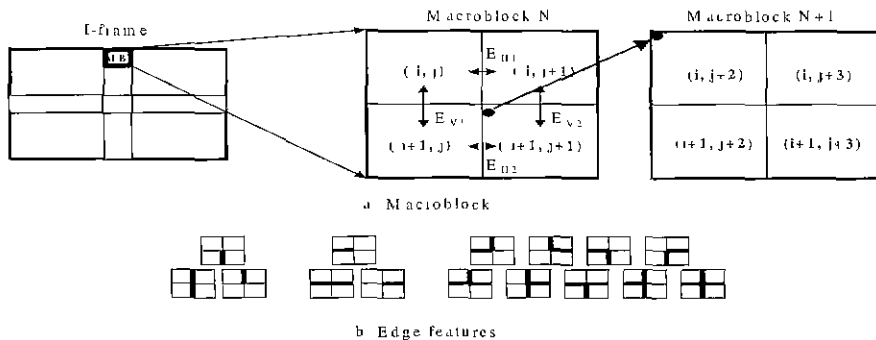 I-frame
MB
Macroblock N
Macroblock N+1
(i, j)
E H1
(i, j+1)
E V1
E V2
(i+1, j)
(i+1, j+1)
E H2
(i, j+2)
(i, j+3)
(i+1, j+2)
(i+1, j+3)
a Macroblock
b Edge features